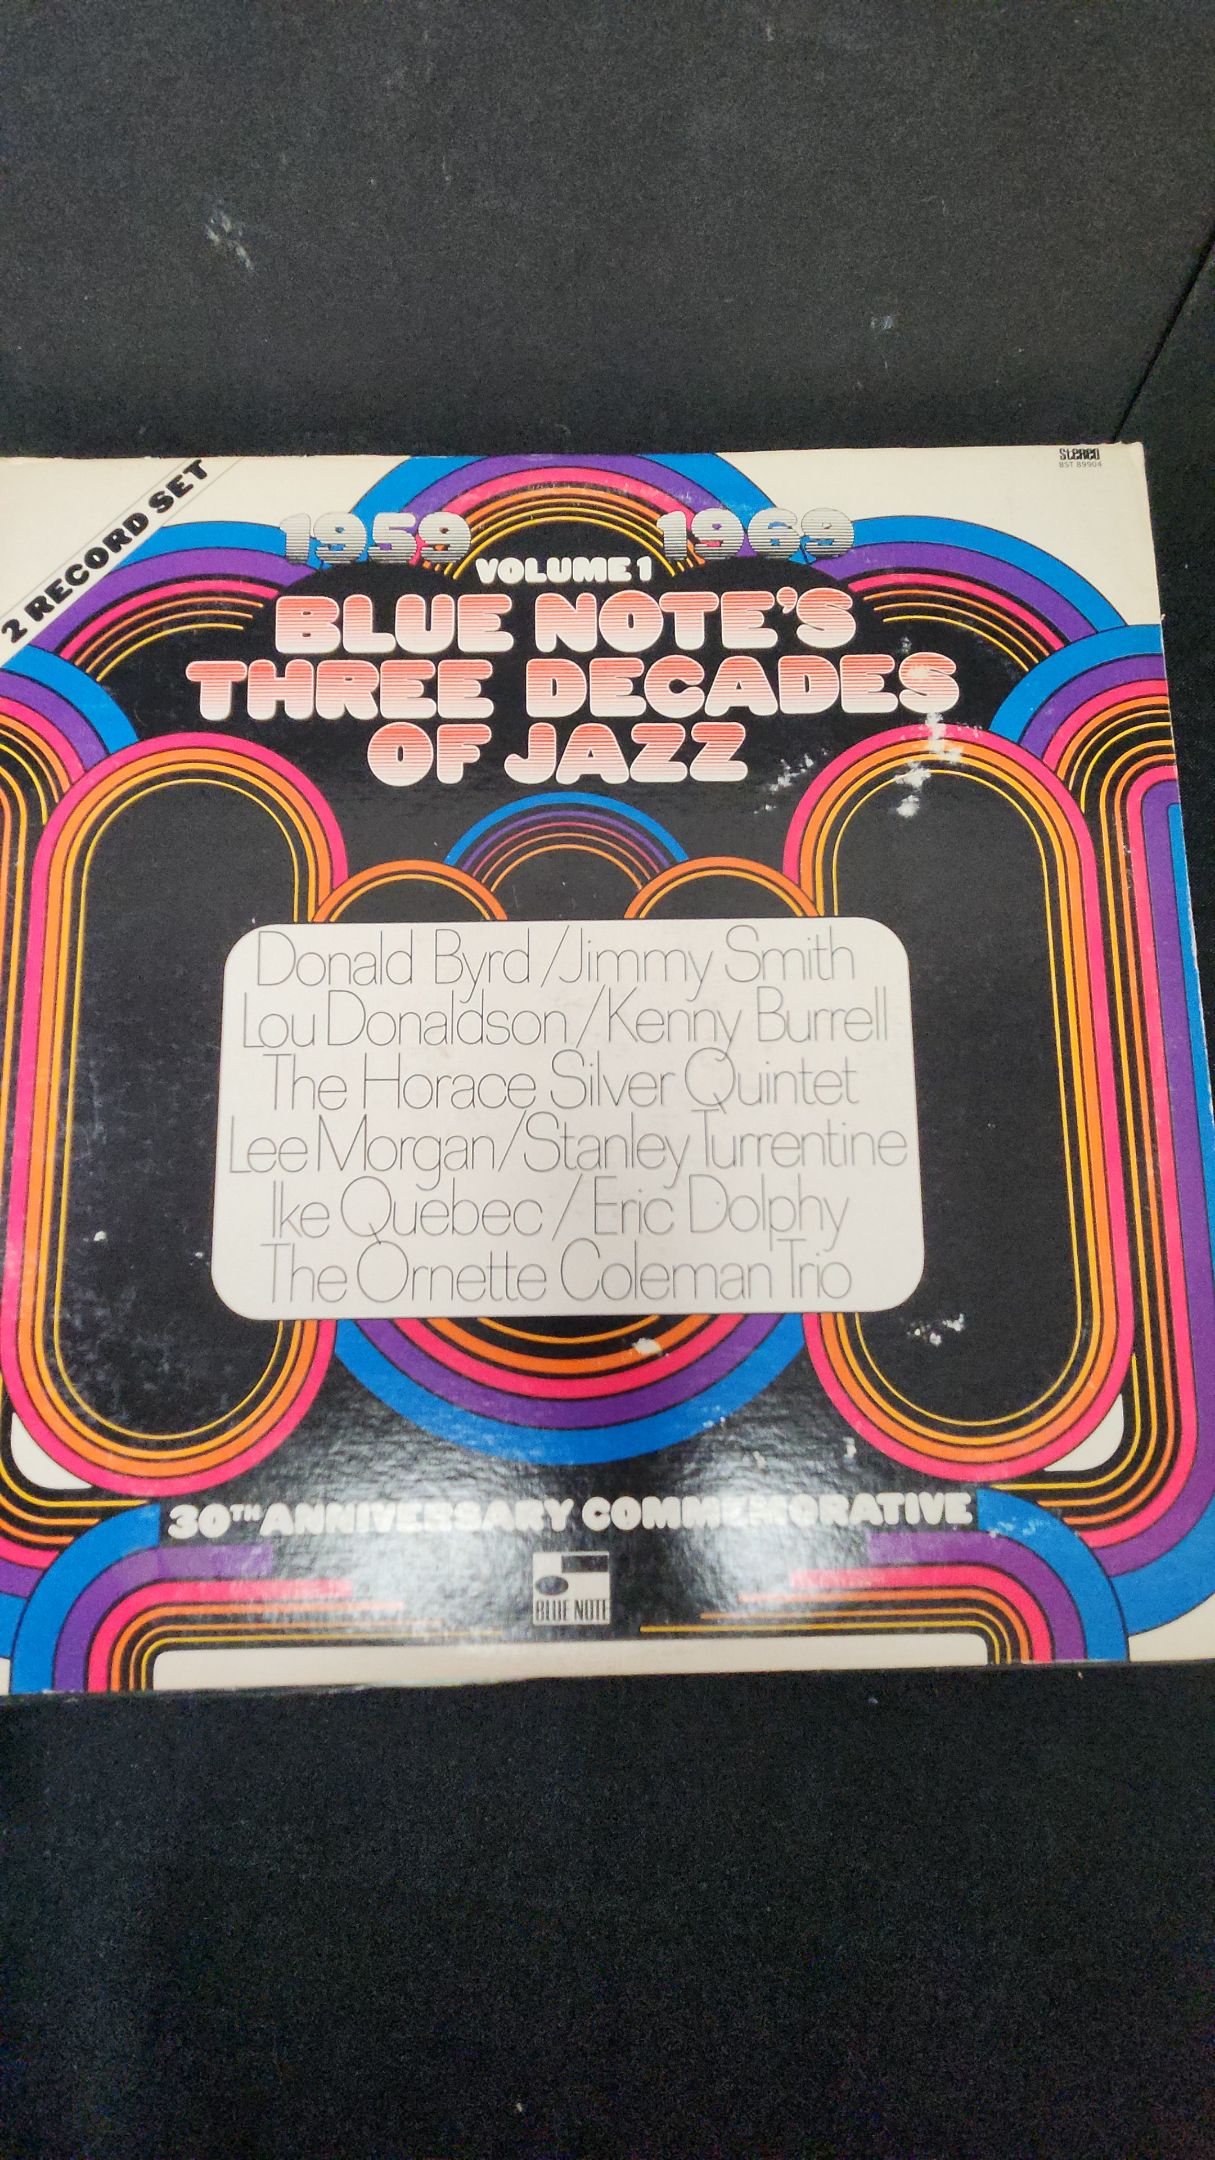 2 RECORD SET
Stereo
BST 89904
1959 1969
VOLUME 1
BLUE NOTE'S
THREE DECADES
OF JAZZ
Donald Byrd / Jimmy Smith
Lou Donaldson / Kenny Burrell
The Horace Silver Quintet
Lee Morgan / Stanley Turrentine
Ike Quebec / Eric Dolphy
The Ornette Coleman Trio
30TH ANNIVERSARY COMMEMORATIVE
BLUE NOTE